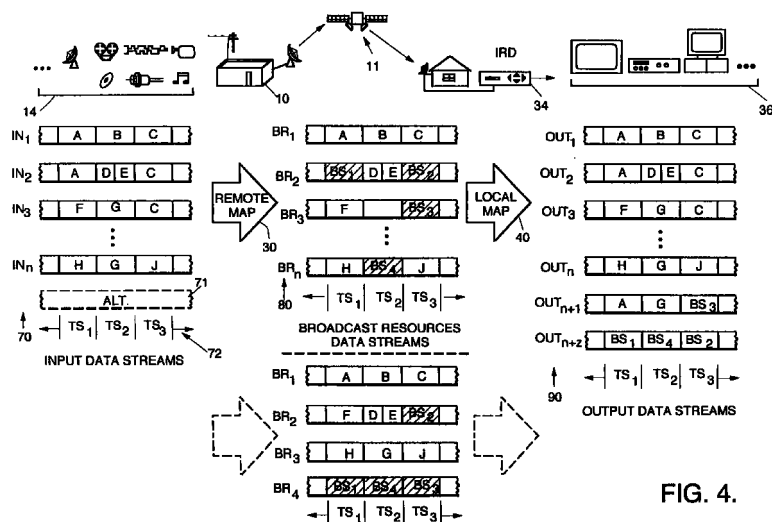 11
IRD
14
10
34
36
IN1 A B C
IN2 A D E C
IN3 F G C
INn H G J
ALT.
71
70
TS1 TS2 TS3
72
INPUT DATA STREAMS
REMOTE
MAP
30
BR1 A B C
BR2 BS1 D E BS2
BR3 F BS3
BRn H BS4 J
80
TS1 TS2 TS3
BROADCAST RESOURCES
DATA STREAMS
BR1 A B C
BR2 F D E BS2
BR3 H G J
BR4 BS1 BS4 BS3
TS1 TS2 TS3
LOCAL
MAP
40
OUT1 A B C
OUT2 A D E C
OUT3 F G C
OUTn H G J
OUTn+1 A G BS3
OUTn+z BS1 BS4 BS2
TS1 TS2 TS3
90
OUTPUT DATA STREAMS
FIG. 4.